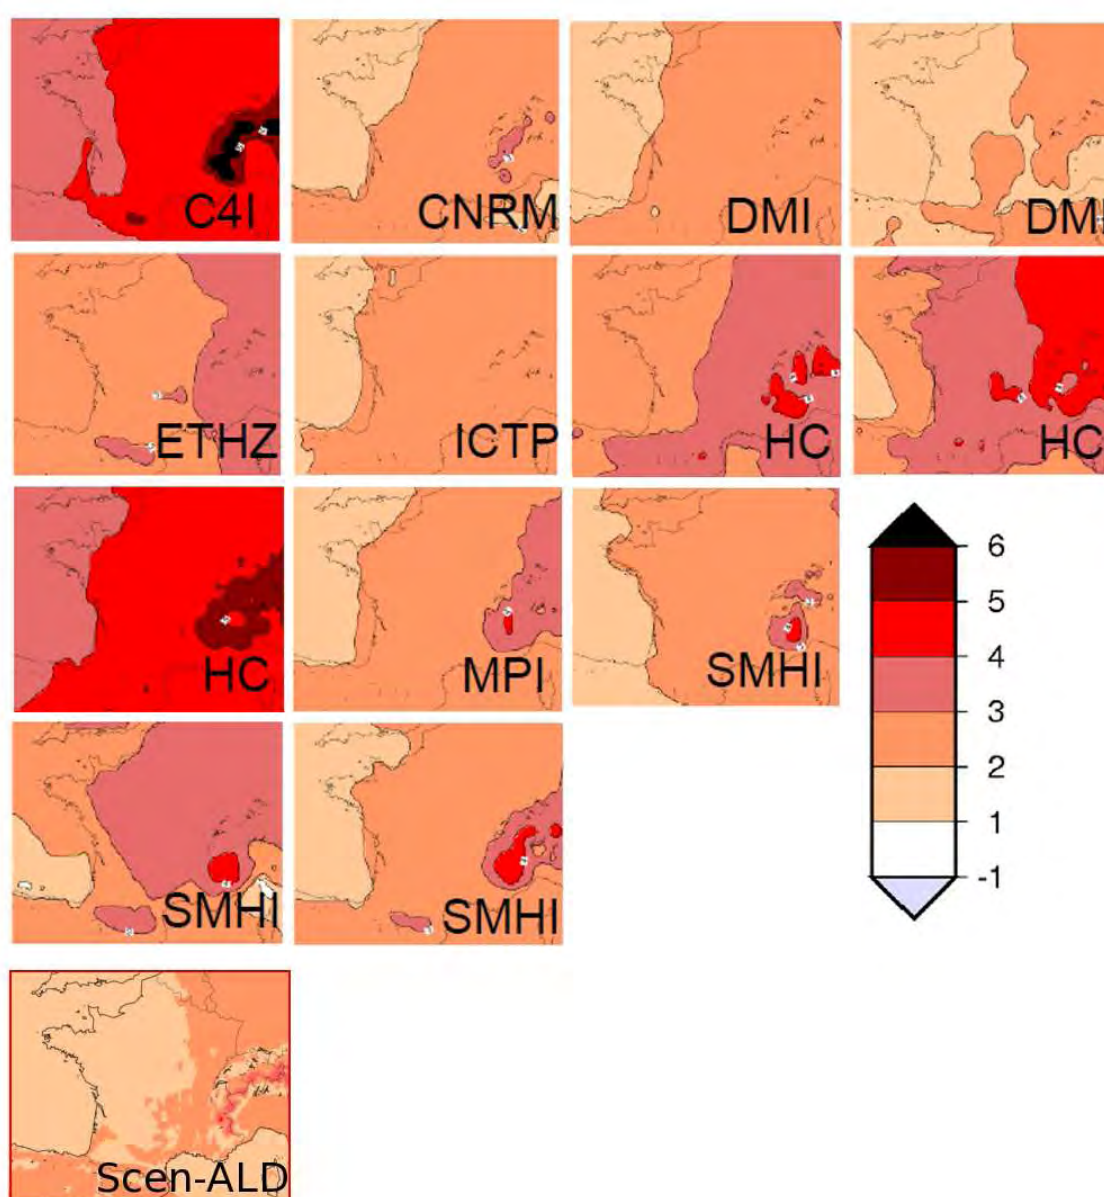 C4I
CNRM
DMI
DMI
ETHZ
ICTP
HC
HC
HC
MPI
SMHI
6
5
4
3
2
1
-1
SMHI
SMHI
Scen-ALD